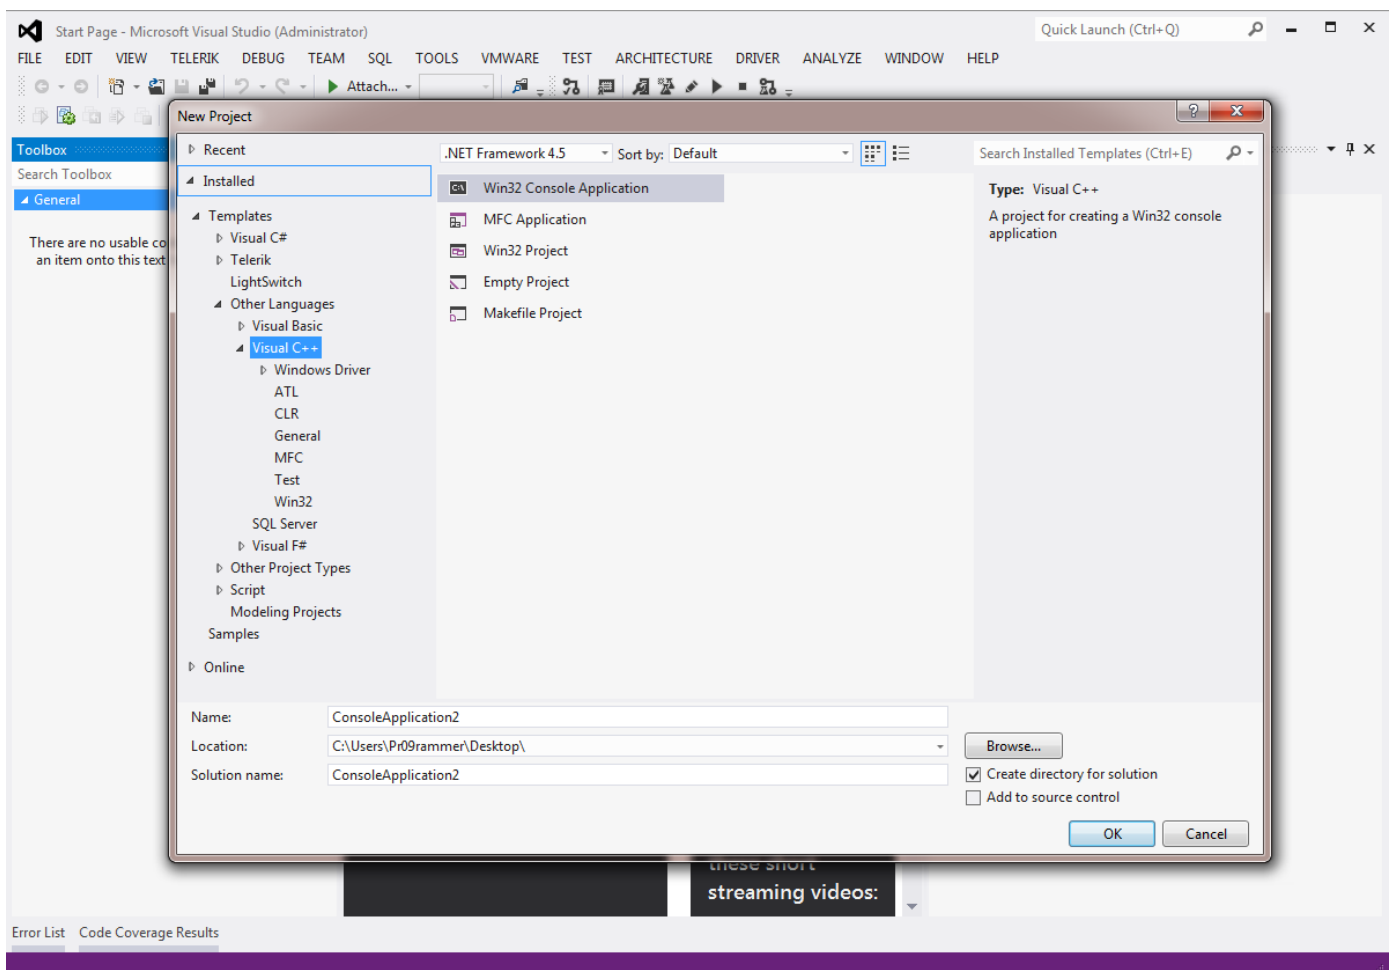 Start Page - Microsoft Visual Studio (Administrator)
Quick Launch (Ctrl+Q)
FILE EDIT VIEW TELERIK DEBUG TEAM SQL TOOLS VMWARE TEST ARCHITECTURE DRIVER ANALYZE WINDOW HELP
Attach...
New Project
Toolbox
Search Toolbox
General
There are no usable co
an item onto this text
Recent
Installed
Templates
Visual C#
Telerik
LightSwitch
Other Languages
Visual Basic
Visual C++
Windows Driver
ATL
CLR
General
MFC
Test
Win32
SQL Server
Visual F#
Other Project Types
Script
Modeling Projects
Samples
Online
.NET Framework 4.5 Sort by: Default
Win32 Console Application
MFC Application
Win32 Project
Empty Project
Makefile Project
Search Installed Templates (Ctrl+E)
Type: Visual C++
A project for creating a Win32 console
application
Name: ConsoleApplication2
Location: C:\Users\Pr09rammer\Desktop\
Browse...
Solution name: ConsoleApplication2
Create directory for solution
Add to source control
OK Cancel
these short
streaming videos:
Error List Code Coverage Results